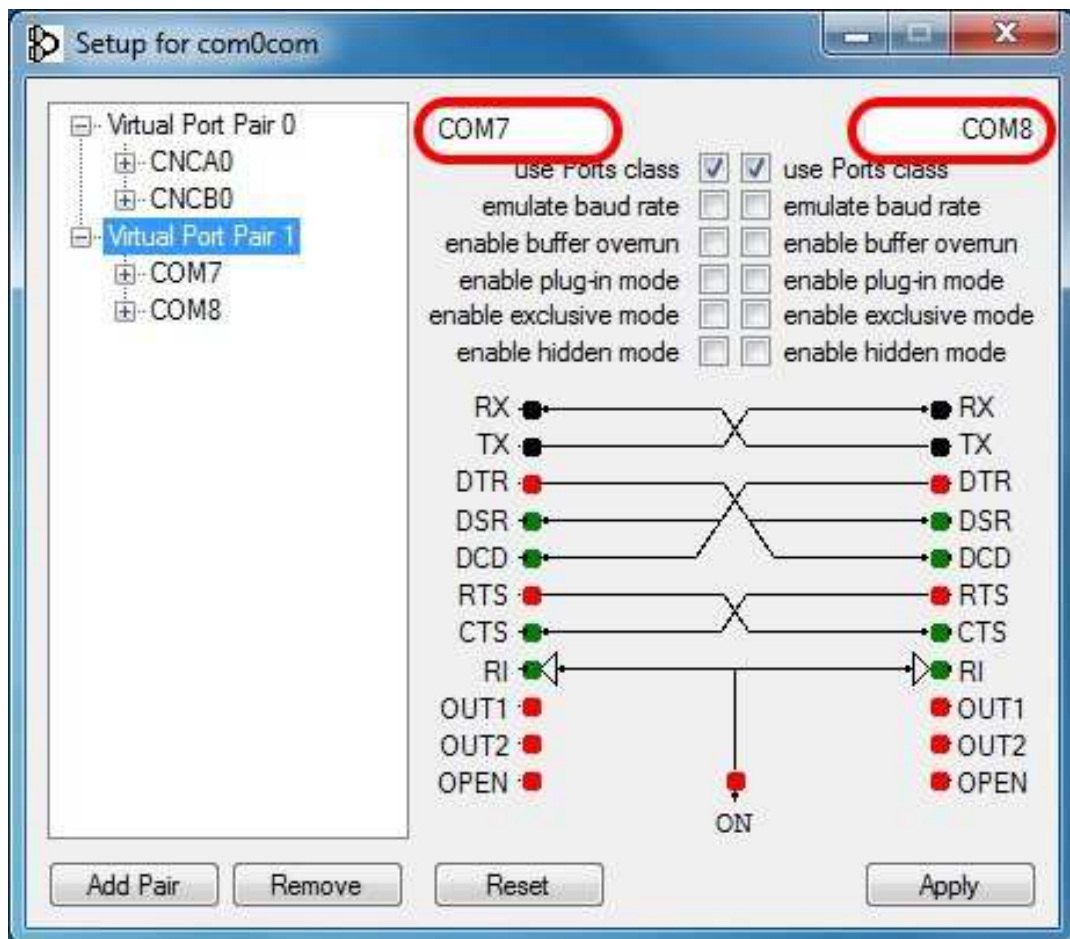 Setup for com0com
Virtual Port Pair 0
CNCA0
CNCB0
Virtual Port Pair 1
COM7
COM8
COM7 COM8
use Ports class use Ports class
emulate baud rate emulate baud rate
enable buffer overrun enable buffer overrun
enable plug-in mode enable plug-in mode
enable exclusive mode enable exclusive mode
enable hidden mode enable hidden mode
RX RX
TX TX
DTR DTR
DSR DSR
DCD DCD
RTS RTS
CTS CTS
RI RI
OUT1 OUT1
OUT2 OUT2
OPEN OPEN
ON
Add Pair Remove Reset Apply